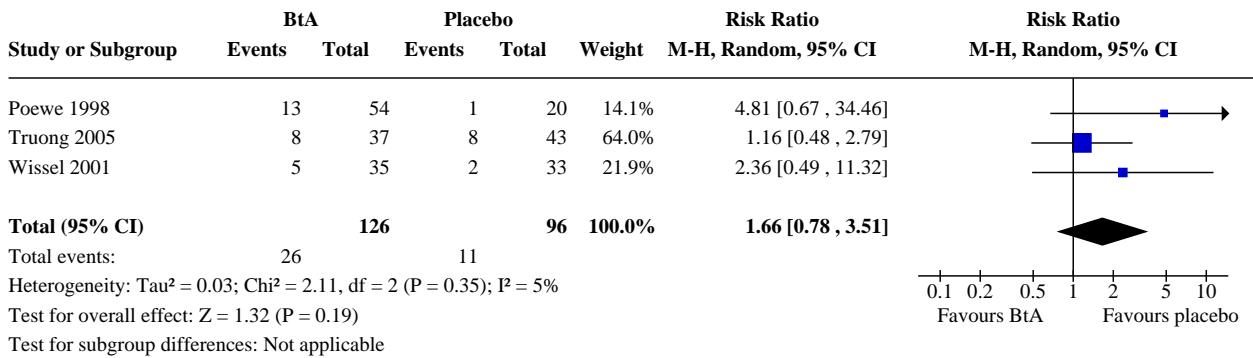 BtA Placebo Risk Ratio Risk Ratio
Study or Subgroup Events Total Events Total Weight M-H, Random, 95% CI M-H, Random, 95% CI
Poewe 1998 13 54 1 20 14.1% 4.81 [0.67 , 34.46]
Truong 2005 8 37 8 43 64.0% 1.16 [0.48 , 2.79]
Wissel 2001 5 35 2 33 21.9% 2.36 [0.49 , 11.32]
Total (95% CI) 126 96 100.0% 1.66 [0.78 , 3.51]
Total events: 26 11
Heterogeneity: Tau² = 0.03; Chi² = 2.11, df = 2 (P = 0.35); I² = 5%
0.1 0.2 0.5 1 2 5 10
Test for overall effect: Z = 1.32 (P = 0.19) Favours BtA Favours placebo
Test for subgroup differences: Not applicable